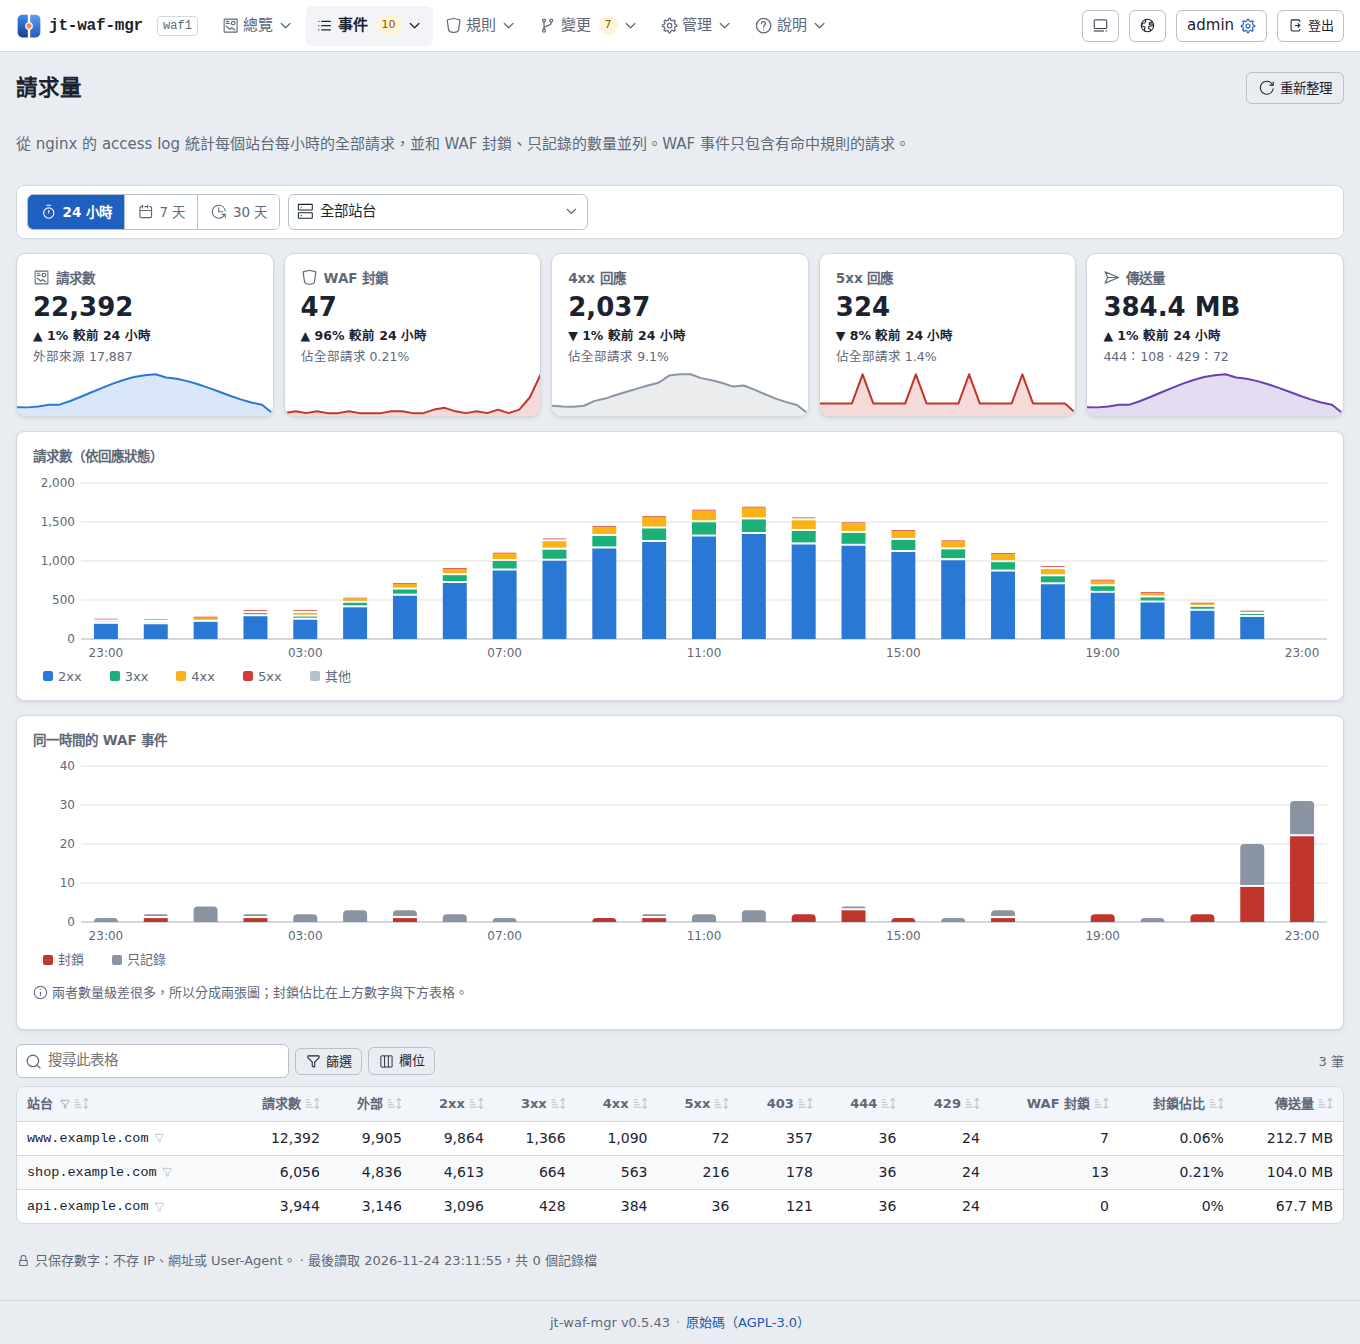 jt-waf-mgr waf1 總覽 事件 10 規則 變更 7 管理 說明 admin 登出
請求量 重新整理
從 nginx 的 access log 統計每個站台每小時的全部請求，並和 WAF 封鎖、只記錄的數量並列。WAF 事件只包含有命中規則的請求。
24 小時 7 天 30 天 全部站台
請求數 WAF 封鎖 4xx 回應 5xx 回應 傳送量
22,392 47 2,037 324 384.4 MB
▲ 1% 較前 24 小時 ▲ 96% 較前 24 小時 ▼ 1% 較前 24 小時 ▼ 8% 較前 24 小時 ▲ 1% 較前 24 小時
外部來源 17,887 佔全部請求 0.21% 佔全部請求 9.1% 佔全部請求 1.4% 444：108 · 429：72
請求數（依回應狀態）
2,000
1,500
1,000
500
0
23:00 03:00 07:00 11:00 15:00 19:00 23:00
2xx 3xx 4xx 5xx 其他
同一時間的 WAF 事件
40
30
20
10
0
23:00 03:00 07:00 11:00 15:00 19:00 23:00
封鎖 只記錄
兩者數量級差很多，所以分成兩張圖；封鎖佔比在上方數字與下方表格。
搜尋此表格 篩選 欄位 3 筆
站台 請求數 外部 2xx 3xx 4xx 5xx 403 444 429 WAF 封鎖 封鎖佔比 傳送量
www.example.com 12,392 9,905 9,864 1,366 1,090 72 357 36 24 7 0.06% 212.7 MB
shop.example.com 6,056 4,836 4,613 664 563 216 178 36 24 13 0.21% 104.0 MB
api.example.com 3,944 3,146 3,096 428 384 36 121 36 24 0 0% 67.7 MB
只保存數字：不存 IP、網址或 User-Agent。 · 最後讀取 2026-11-24 23:11:55，共 0 個記錄檔
jt-waf-mgr v0.5.43 · 原始碼（AGPL-3.0）